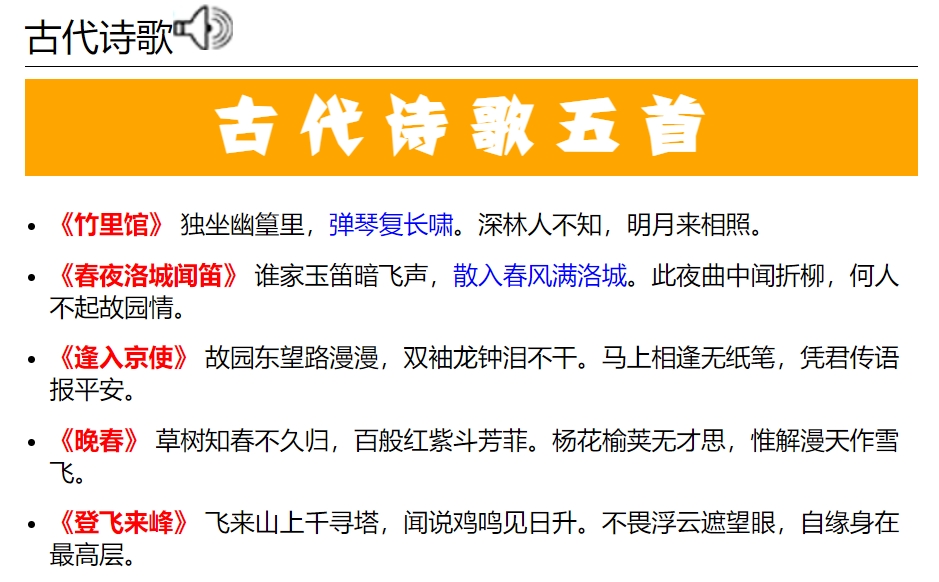 古代诗歌
古代诗歌五首
《竹里馆》 独坐幽篁里，弹琴复长啸。深林人不知，明月来相照。
《春夜洛城闻笛》 谁家玉笛暗飞声，散入春风满洛城。此夜曲中闻折柳，何人
不起故园情。
《逢入京使》 故园东望路漫漫，双袖龙钟泪不干。马上相逢无纸笔，凭君传语
报平安。
《晚春》 草树知春不久归，百般红紫斗芳菲。杨花榆荚无才思，惟解漫天作雪
飞。
《登飞来峰》 飞来山上千寻塔，闻说鸡鸣见日升。不畏浮云遮望眼，自缘身在
最高层。